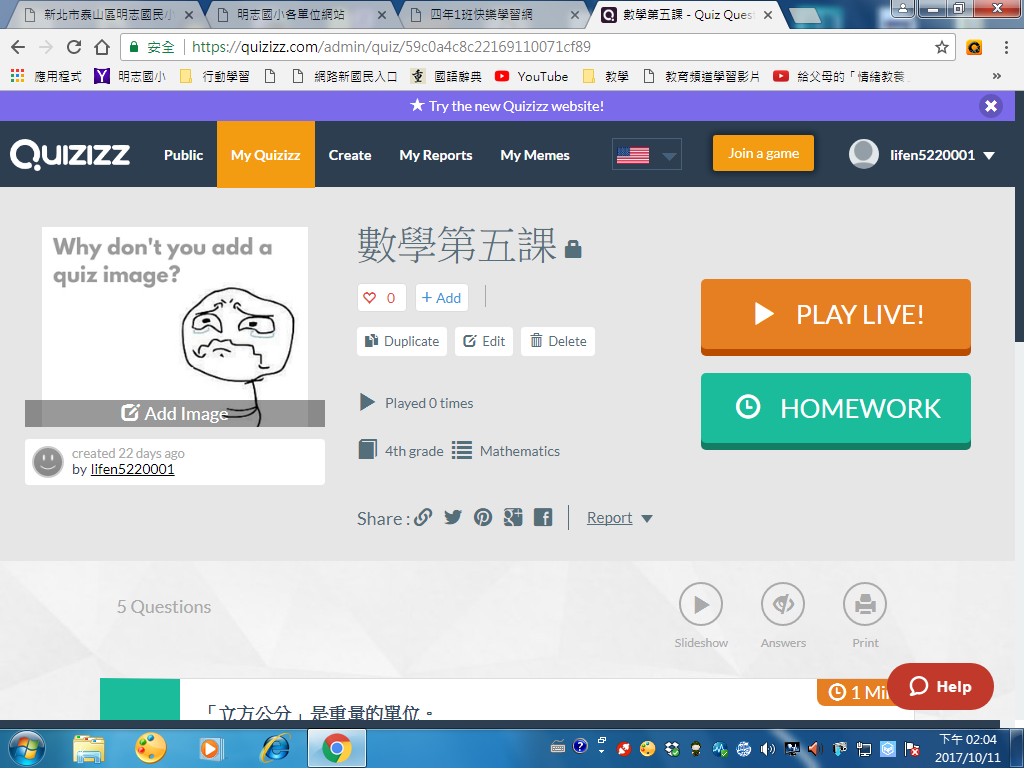 新北市泰山區明志國民小
明志國小各單位網站
四年1班快譏學習網
數學第五課 - Quiz Ques
安全 https://quizizz.com/admin/quiz/59c0a4c8c22169110071cf89
應用程式 明志國小 行動學習 網路新國民入口 國語辭典 YouTube 教學 教育頻道學習影片 給父母的「情緒教養 »
★ Try the new Quizizz website!
QUIZIZZ Public My Quizizz Create My Reports My Memes Join a game lifen5220001
Why don't you add a
quiz image?
Add Image
created 22 days ago
by lifen5220001
數學第五課
0 + Add
Duplicate Edit Delete
Played 0 times
4th grade Mathematics
Share : Report
PLAY LIVE!
HOMEWORK
5 Questions
Slideshow Answers Print
1 Mi
「立方公分」是重量的單位。
Help
下午 02:04
2017/10/11